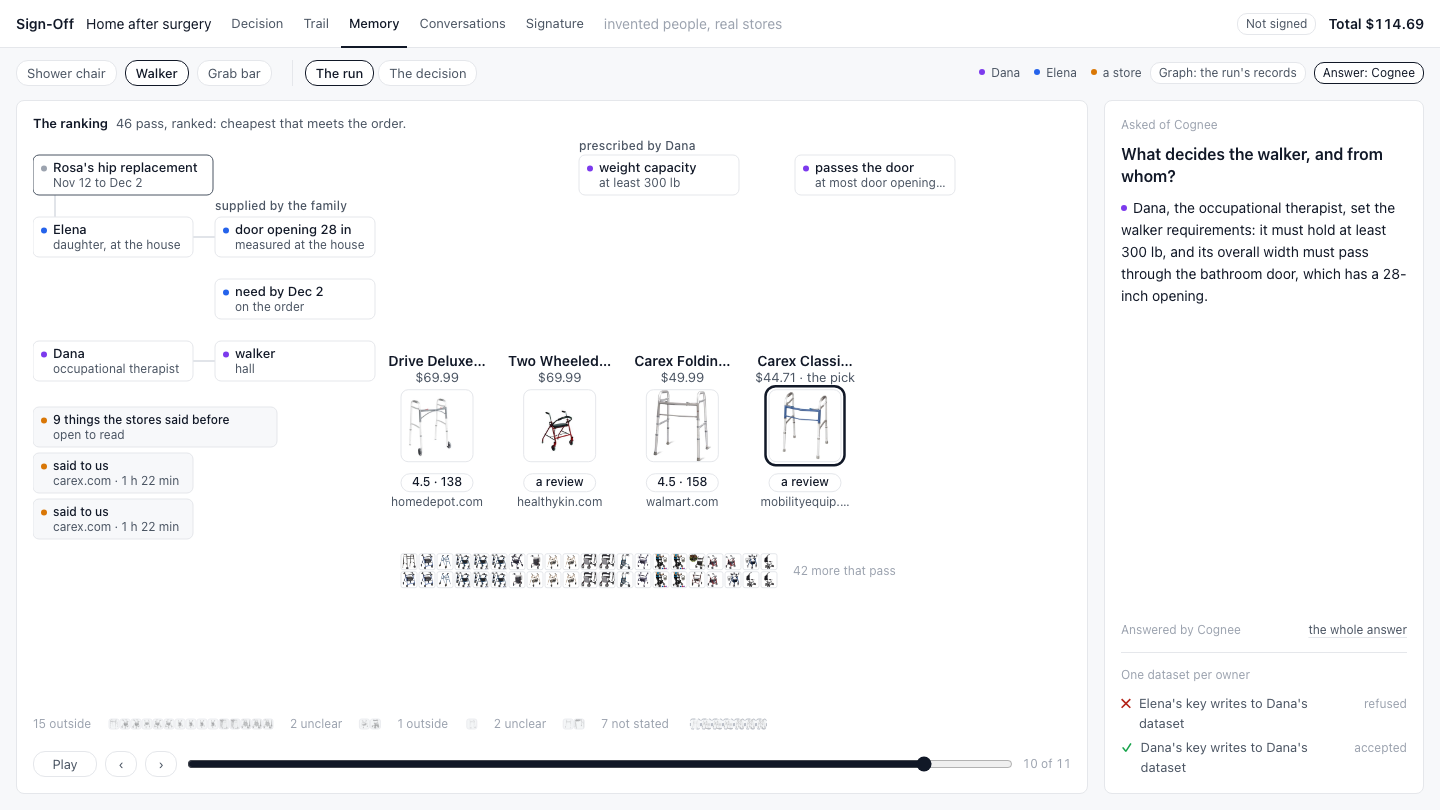 Sign-Off Home after surgery Decision Trail Memory Conversations Signature invented people, real stores Not signed Total $114.69
Shower chair Walker Grab bar The run The decision Dana Elena a store Graph: the run's records Answer: Cognee
The ranking 46 pass, ranked: cheapest that meets the order.
prescribed by Dana
Rosa's hip replacement
Nov 12 to Dec 2
weight capacity
at least 300 lb
passes the door
at most door opening...
supplied by the family
Elena
daughter, at the house
door opening 28 in
measured at the house
need by Dec 2
on the order
Dana
occupational therapist
walker
hall
Drive Deluxe...
$69.99
4.5 · 138
homedepot.com
Two Wheeled...
$69.99
a review
healthykin.com
Carex Foldin...
$49.99
4.5 · 158
walmart.com
Carex Classi...
$44.71 · the pick
a review
mobilityequip....
9 things the stores said before
open to read
said to us
carex.com · 1 h 22 min
said to us
carex.com · 1 h 22 min
42 more that pass
15 outside 2 unclear 1 outside 2 unclear 7 not stated
Play ‹ › 10 of 11
Asked of Cognee
What decides the walker, and from
whom?
Dana, the occupational therapist, set the
walker requirements: it must hold at least
300 lb, and its overall width must pass
through the bathroom door, which has a 28-
inch opening.
Answered by Cognee the whole answer
One dataset per owner
Elena's key writes to Dana's refused
dataset
Dana's key writes to Dana's accepted
dataset